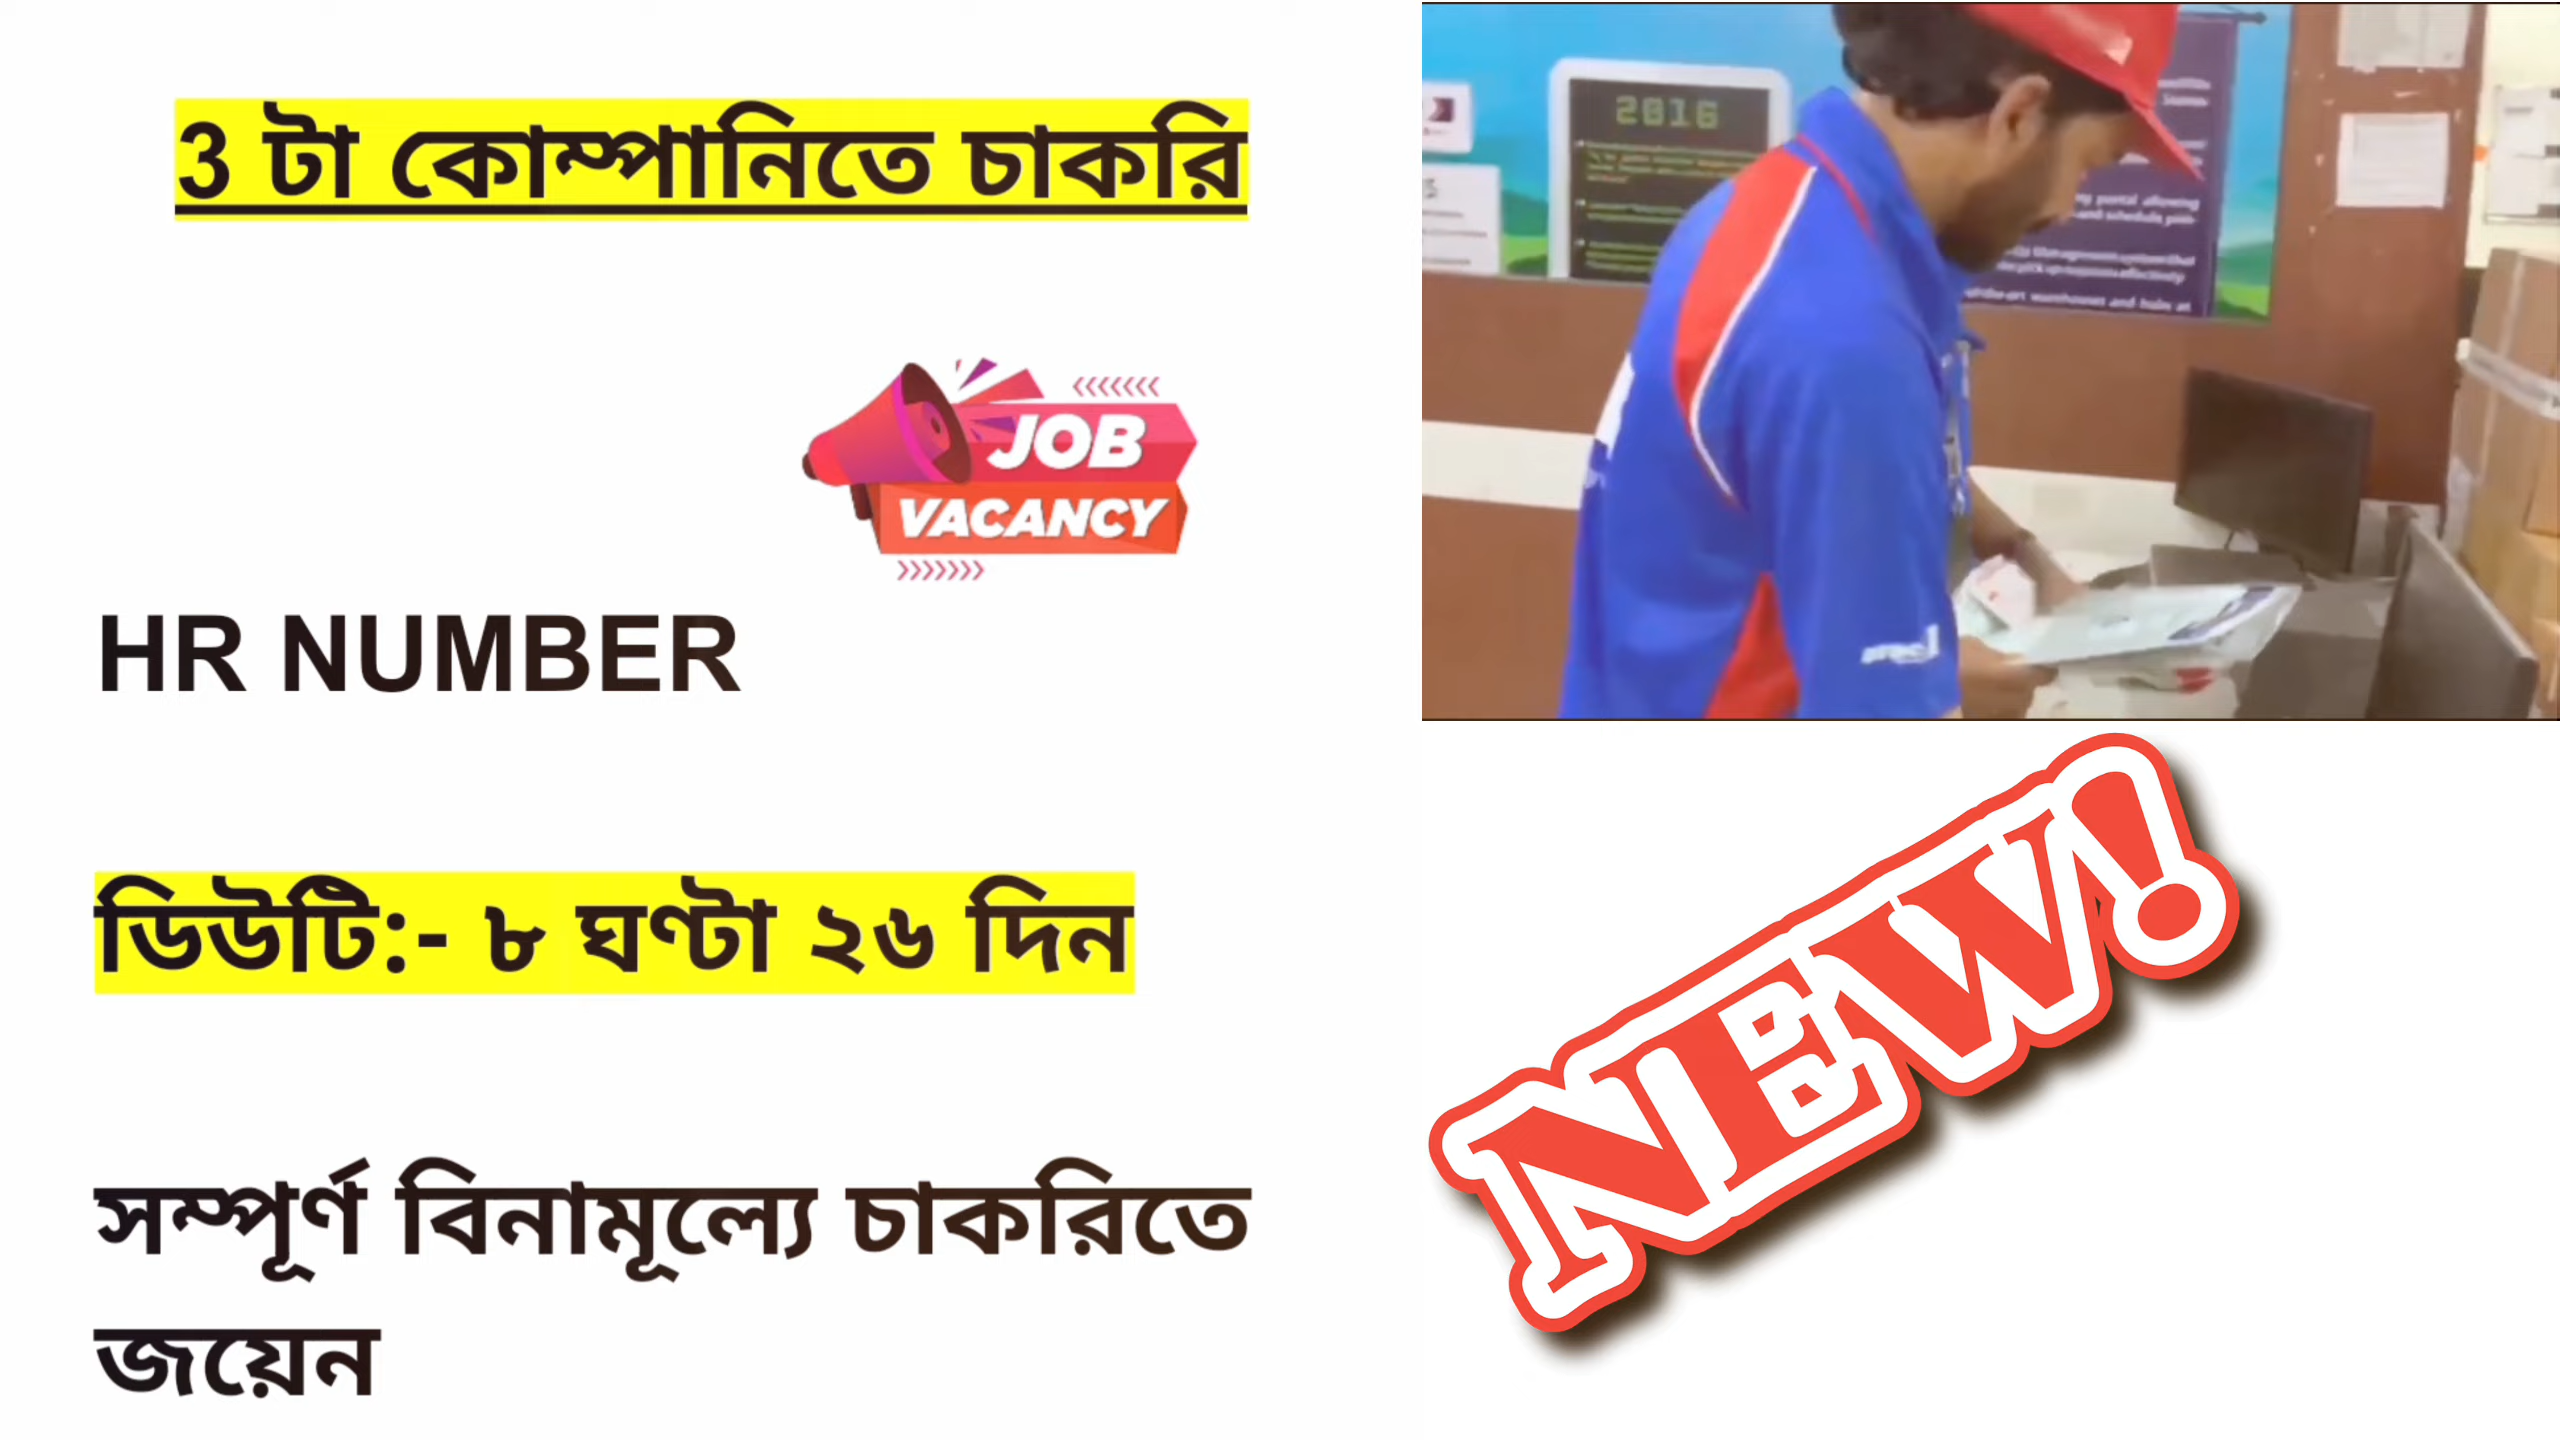 3 টা কোম্পানিতে চাকরি
JOB
VACANCY
HR NUMBER
ডিউটি:- ৮ ঘণ্টা ২৬ দিন
সম্পূর্ণ বিনামূল্যে চাকরিতে
জয়েন
2016
NEW!